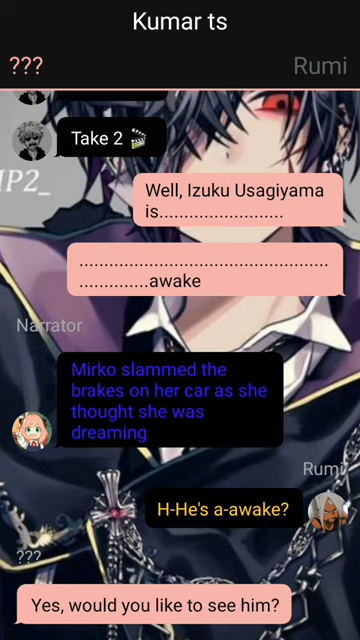 Kumar ts
??? Rumi
Take 2 🎬
IP2_
Well, Izuku Usagiyama
is.........................
..................................................
..............awake
Narrator
Mirko slammed the
brakes on her car as she
thought she was
dreaming
Rumi
H-He's a-awake?
???
Yes, would you like to see him?